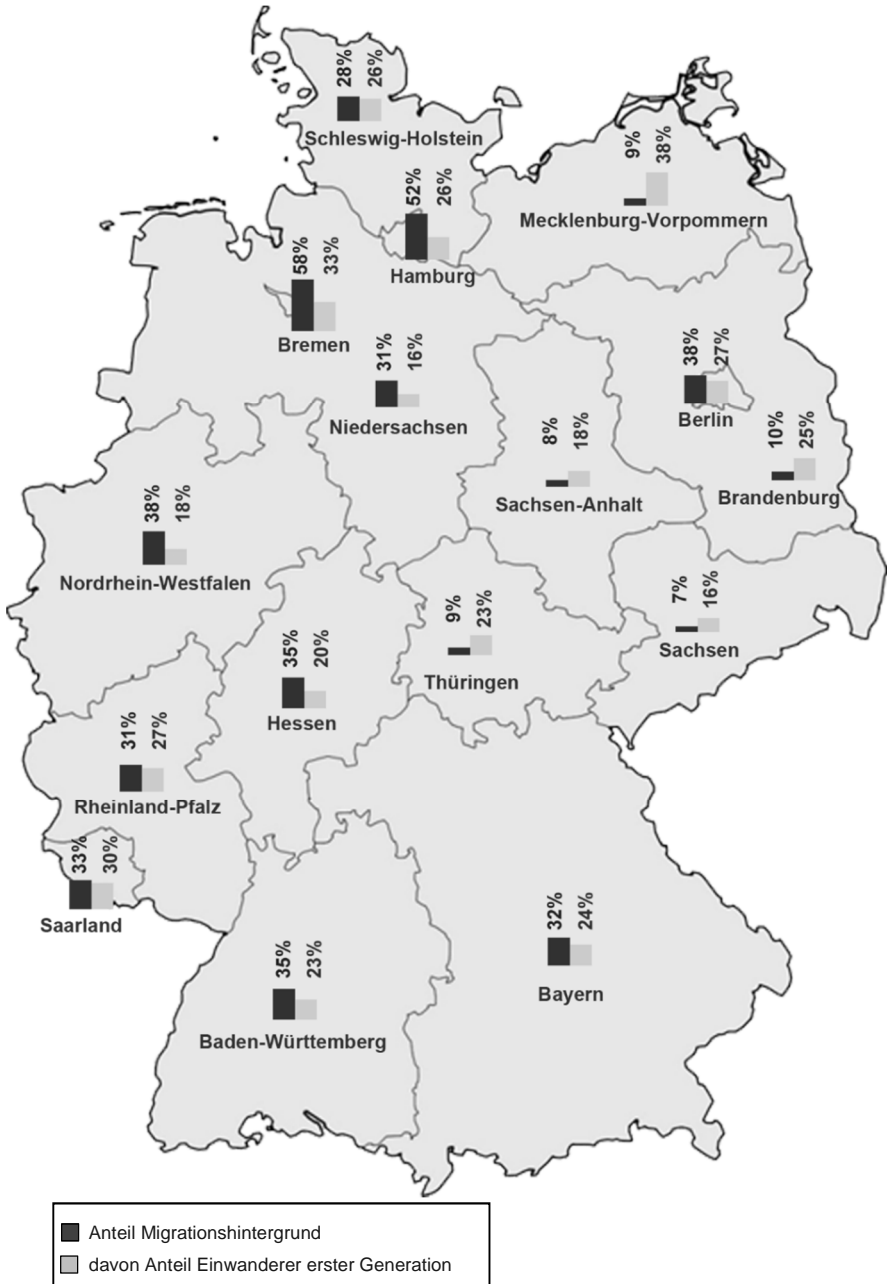 28% 26%
Schleswig-Holstein
9% 38%
Mecklenburg-Vorpommern
52% 26%
Hamburg
58% 33%
Bremen
31% 16%
Niedersachsen
38% 27%
Berlin
10% 25%
Brandenburg
8% 18%
Sachsen-Anhalt
38% 18%
Nordrhein-Westfalen
35% 20%
Hessen
9% 23%
Thüringen
7% 16%
Sachsen
31% 27%
Rheinland-Pfalz
33% 30%
Saarland
35% 23%
Baden-Württemberg
32% 24%
Bayern
Anteil Migrationshintergrund
davon Anteil Einwanderer erster Generation